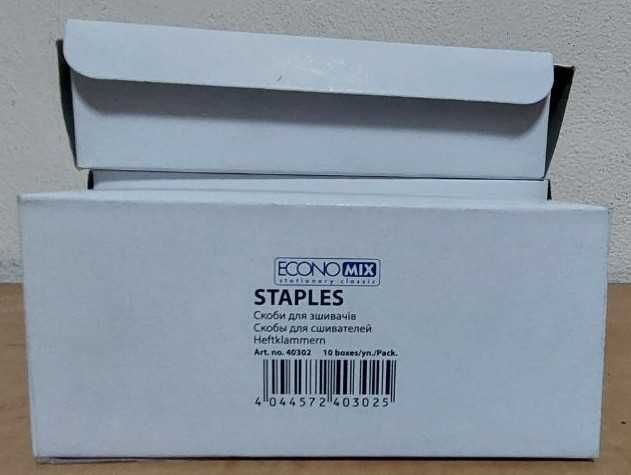 ECONOMIX
stationery classic
STAPLES
Скоби для зшивачів
Скобы для сшивателей
Heftklammern
Art. no. 40302 10 boxes/уп./Pack.
4 044572 403025